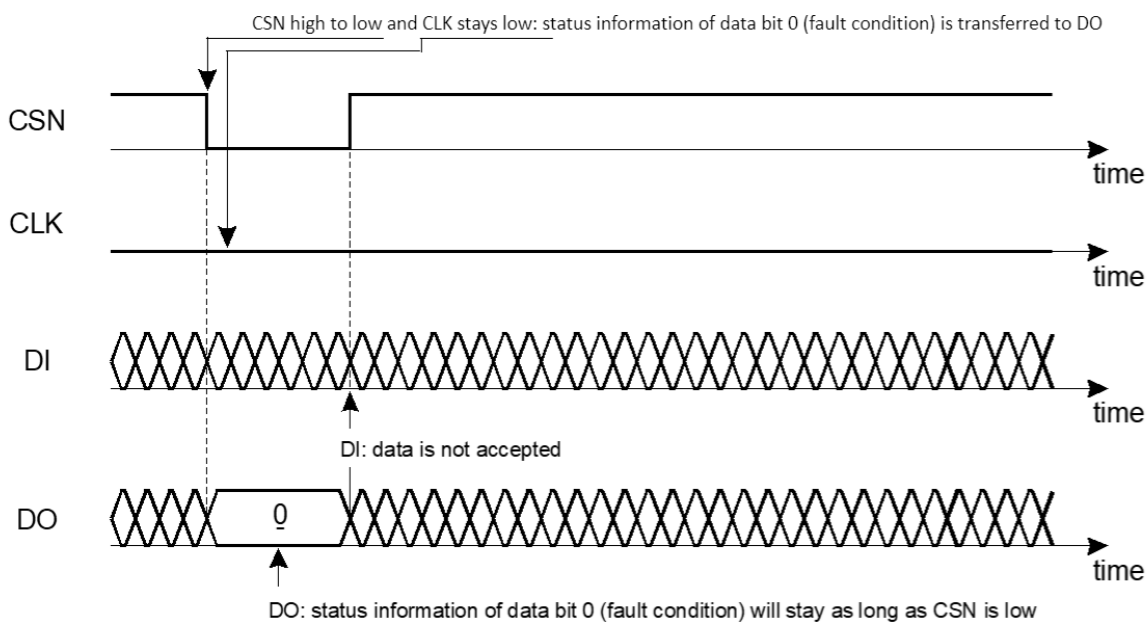 CSN high to low and CLK stays low: status information of data bit 0 (fault condition) is transferred to DO
CSN
time
CLK
time
DI
time
DI: data is not accepted
DO
0
time
DO: status information of data bit 0 (fault condition) will stay as long as CSN is low